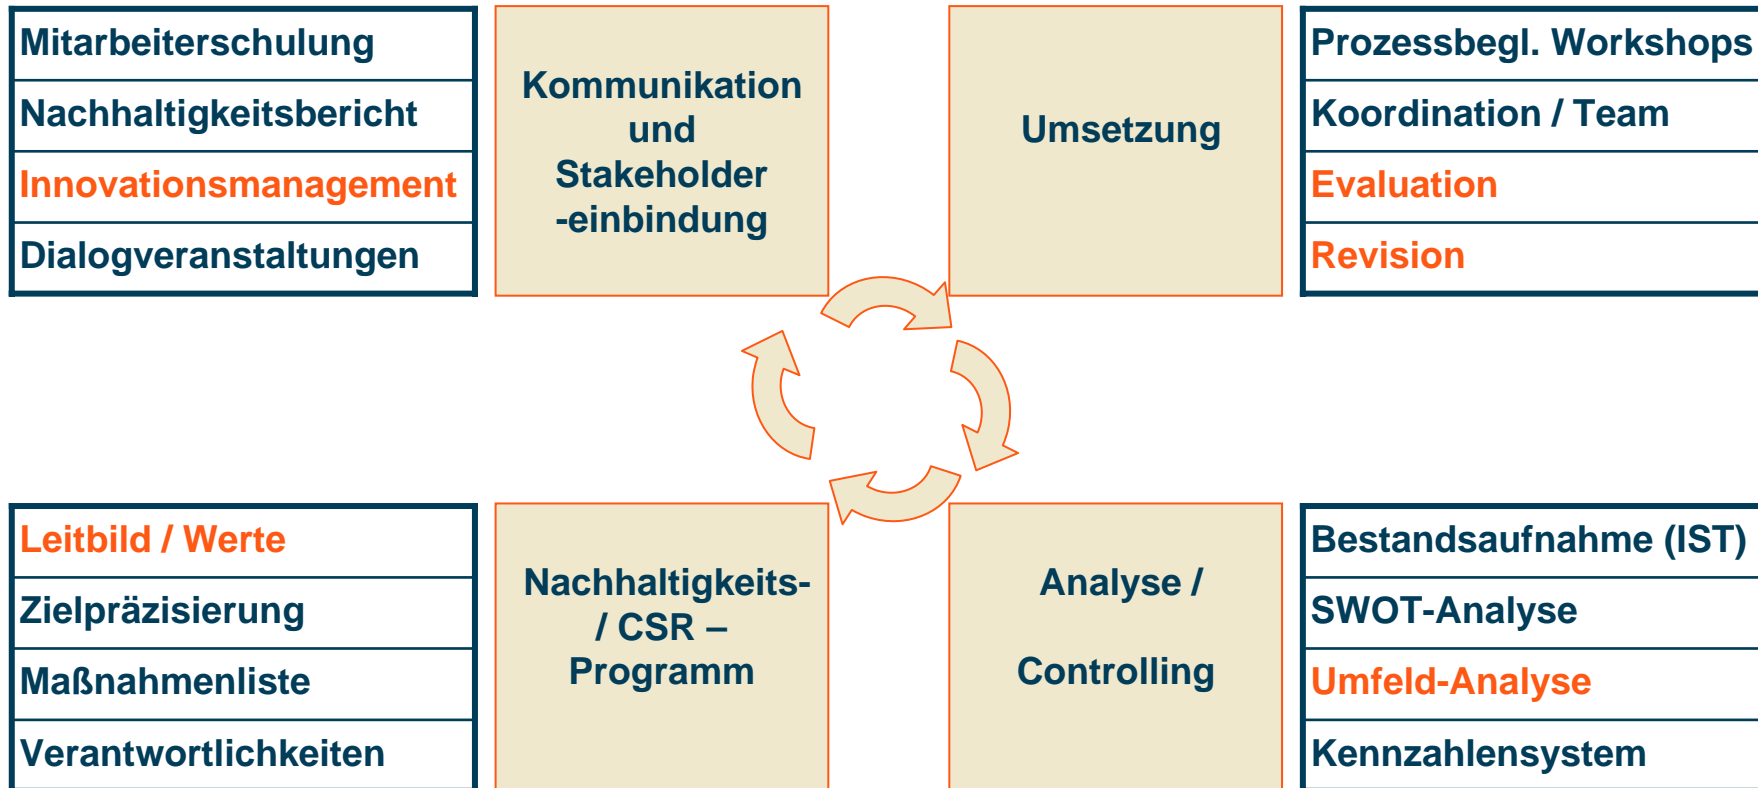 Mitarbeiterschulung
Nachhaltigkeitsbericht
Innovationsmanagement
Dialogveranstaltungen
Kommunikation
und
Stakeholder
-einbindung
Umsetzung
Prozessbegl. Workshops
Koordination / Team
Evaluation
Revision
Leitbild / Werte
Zielpräzisierung
Maßnahmenliste
Verantwortlichkeiten
Nachhaltigkeits-
/ CSR –
Programm
Analyse /
Controlling
Bestandsaufnahme (IST)
SWOT-Analyse
Umfeld-Analyse
Kennzahlensystem